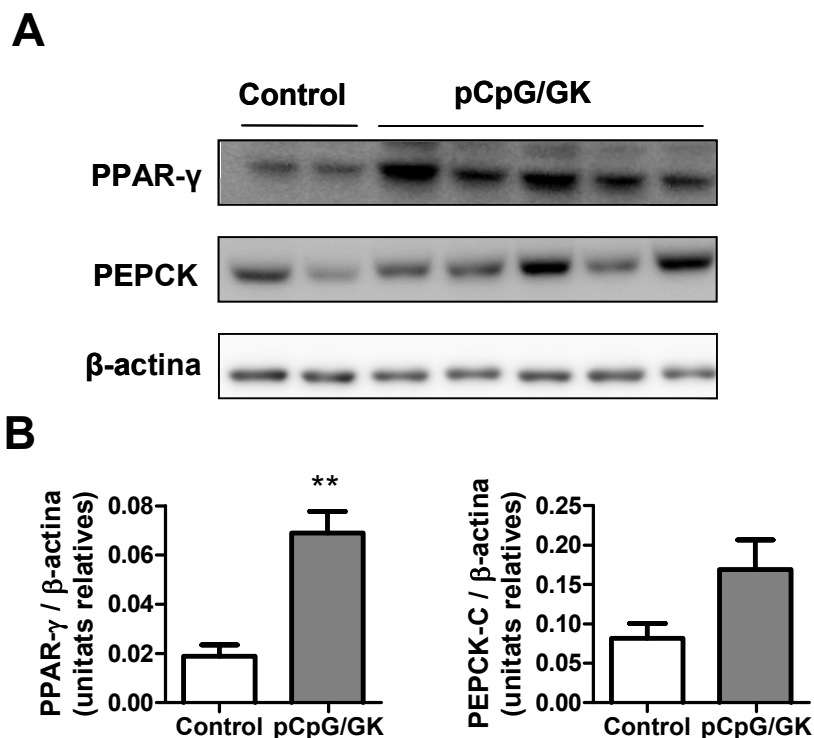 A
Control pCpG/GK
PPAR-γ
PEPCK
β-actina
B
PPAR-γ / β-actina
(unitats relatives)
0.08
0.06
0.04
0.02
0.00
**
Control pCpG/GK
PEPCK-C / β-actina
(unitats relatives)
0.25
0.20
0.15
0.10
0.05
0.00
Control pCpG/GK